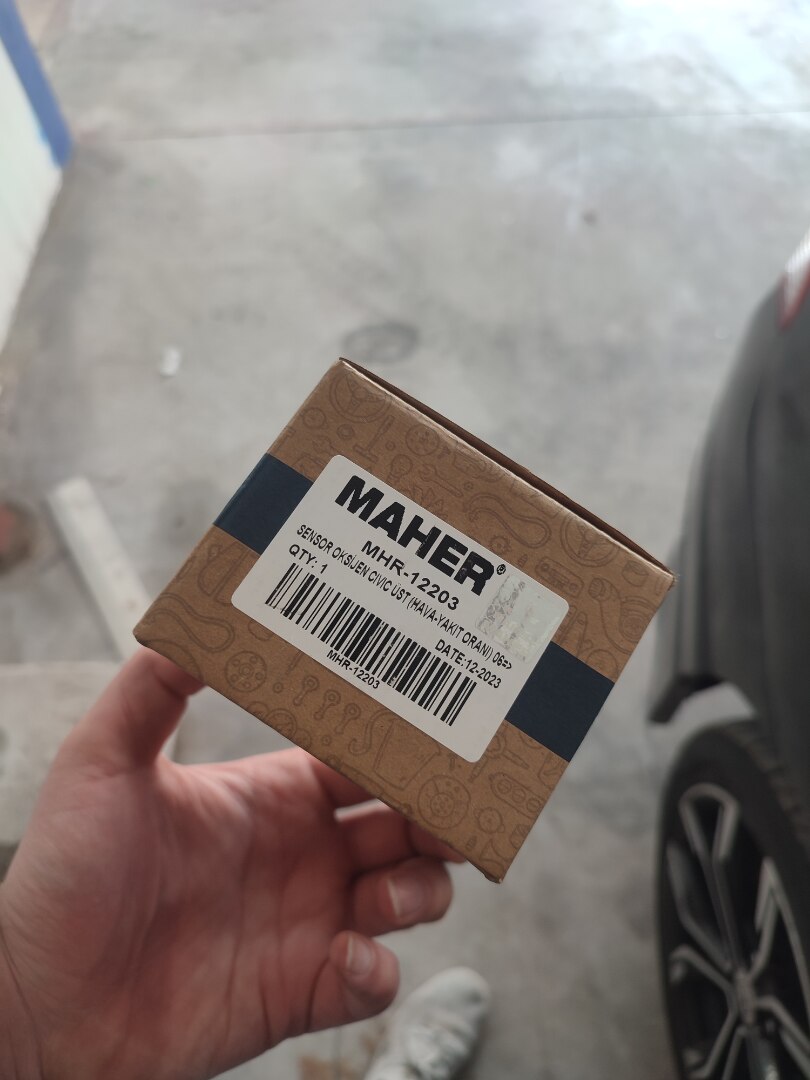 MAHER®
MHR-12203
SENSOR OKSİJEN CIVIC ÜST (HAVA-YAKIT ORANI) 06=>
QTY: 1
DATE:12-2023
MHR-12203